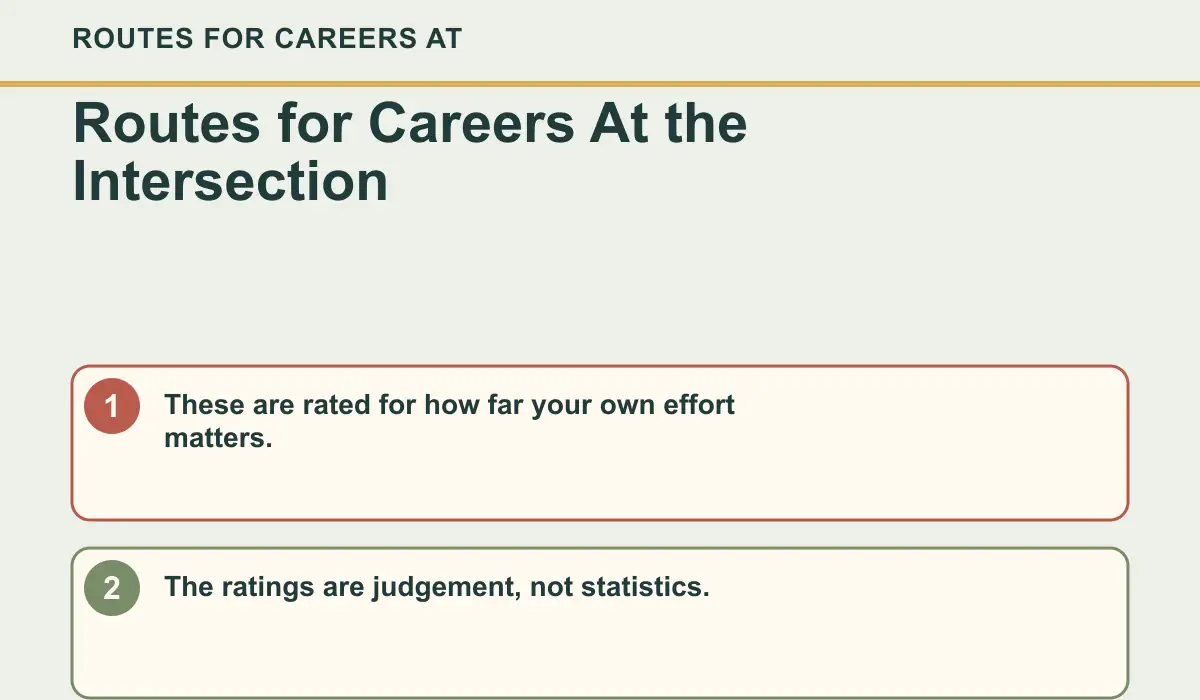 ROUTES FOR CAREERS AT
Routes for Careers At the
Intersection
1
These are rated for how far your own effort
matters.
2
The ratings are judgement, not statistics.